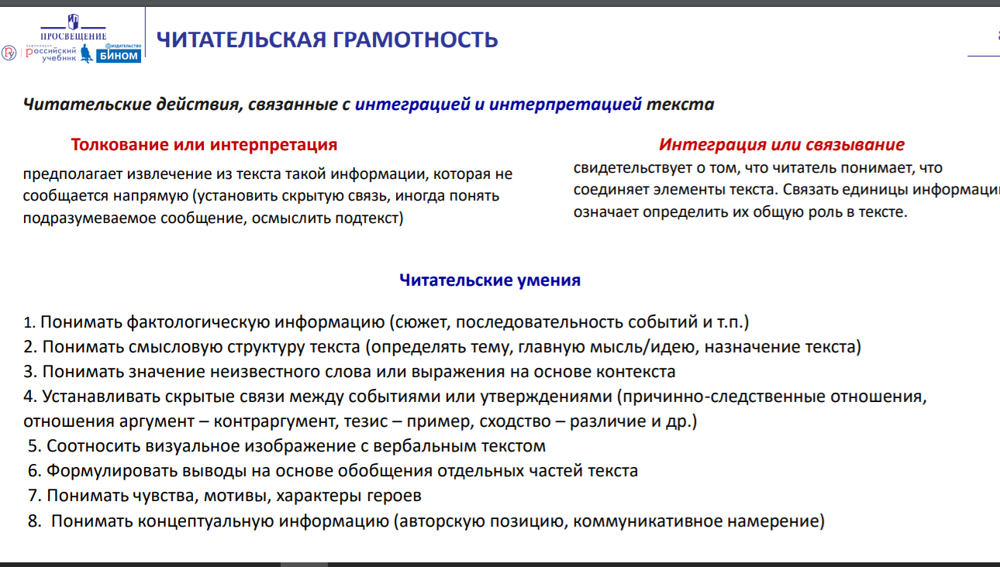 ПРОСВЕЩЕНИЕ
российский
учебник
ИЗДАТЕЛЬСТВО
БИНОМ
ЧИТАТЕЛЬСКАЯ ГРАМОТНОСТЬ
Читательские действия, связанные с интеграцией и интерпретацией текста
Толкование или интерпретация
предполагает извлечение из текста такой информации, которая не
сообщается напрямую (установить скрытую связь, иногда понять
подразумеваемое сообщение, осмыслить подтекст)
Интеграция или связывание
свидетельствует о том, что читатель понимает, что
соединяет элементы текста. Связать единицы информации
означает определить их общую роль в тексте.
Читательские умения
1. Понимать фактологическую информацию (сюжет, последовательность событий и т.п.)
2. Понимать смысловую структуру текста (определять тему, главную мысль/идею, назначение текста)
3. Понимать значение неизвестного слова или выражения на основе контекста
4. Устанавливать скрытые связи между событиями или утверждениями (причинно-следственные отношения,
отношения аргумент – контраргумент, тезис – пример, сходство – различие и др.)
5. Соотносить визуальное изображение с вербальным текстом
6. Формулировать выводы на основе обобщения отдельных частей текста
7. Понимать чувства, мотивы, характеры героев
8. Понимать концептуальную информацию (авторскую позицию, коммуникативное намерение)